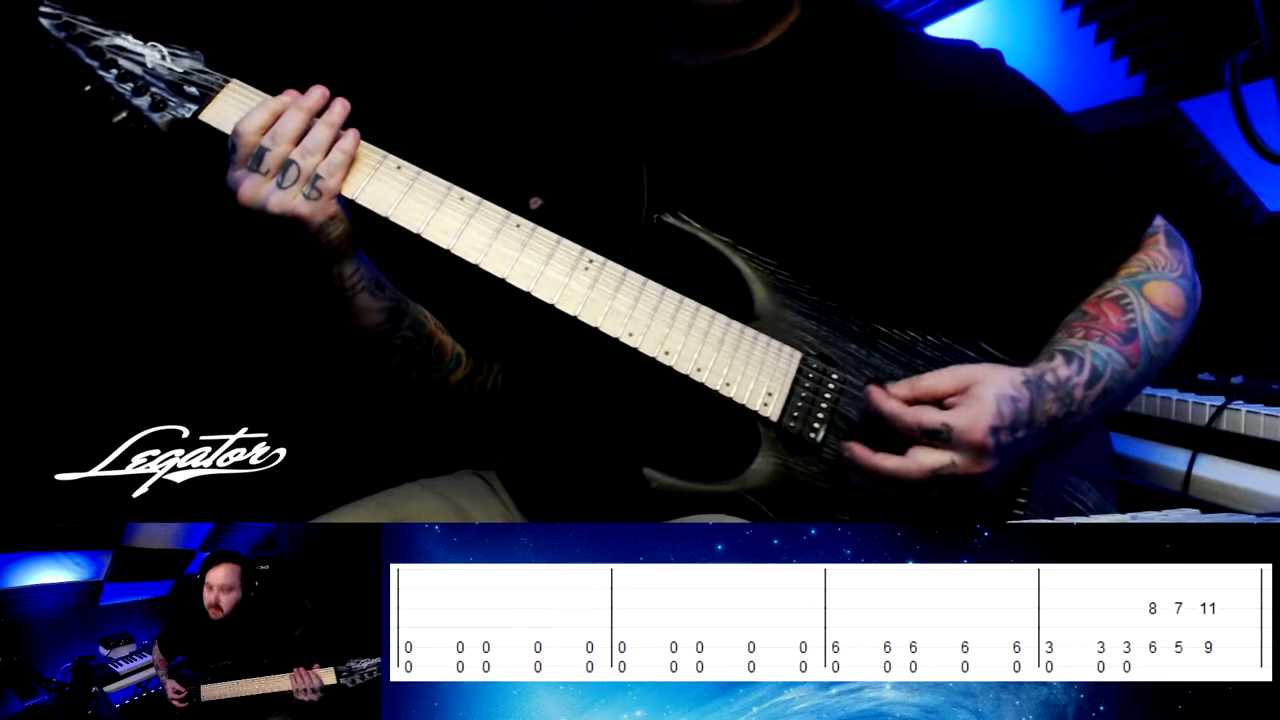 LOS
Legator
8 7 11
0 0 0 0 0 0 0 0 0 0 6 6 6 6 6 3 3 3 6 5 9
0 0 0 0 0 0 0 0 0 0 0 0 0 0 0 0 0 0